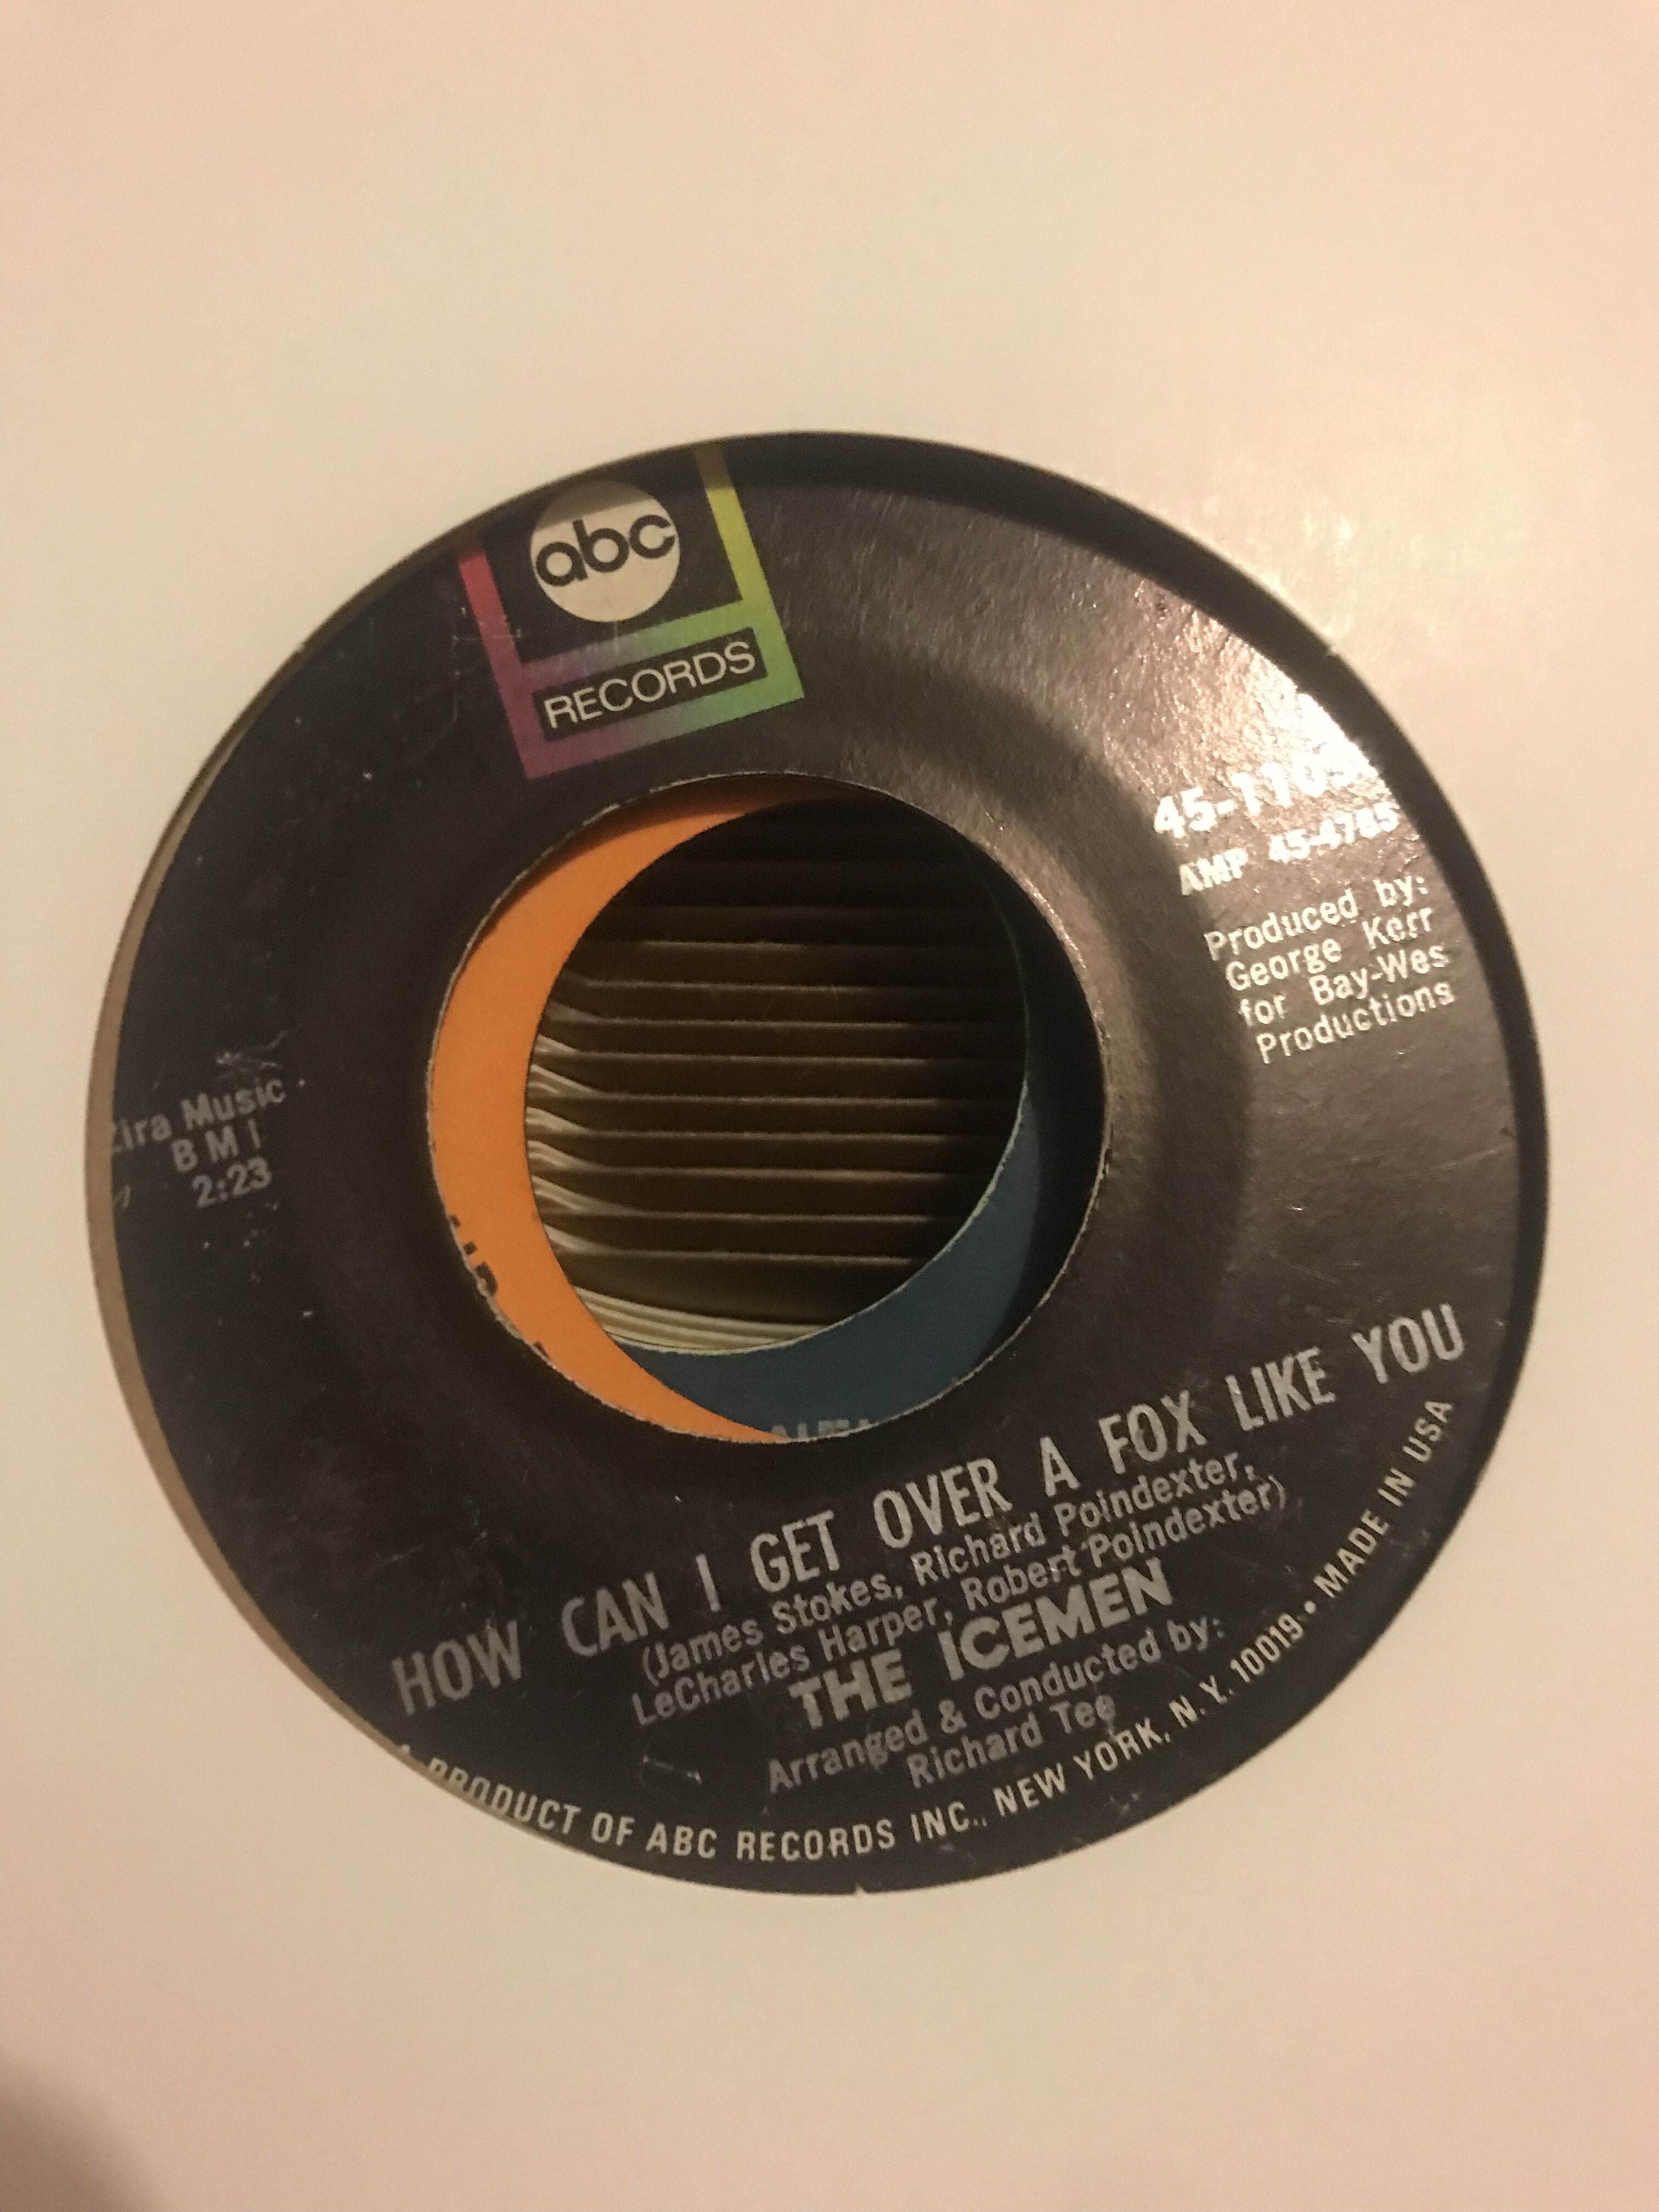 abc
RECORDS
AMP 45-4785
Produced by:
George Kerr
for Bay-Wes
Productions
Music
BMI
2:23
HOW CAN I GET OVER A FOX LIKE YOU
(James Stokes, Richard Poindexter,
LeCharles Harper, Robert Poindexter)
THE ICEMEN
Arranged & Conducted by:
Richard Tee
A PRODUCT OF ABC RECORDS INC., NEW YORK, N.Y. 10019 • MADE IN USA